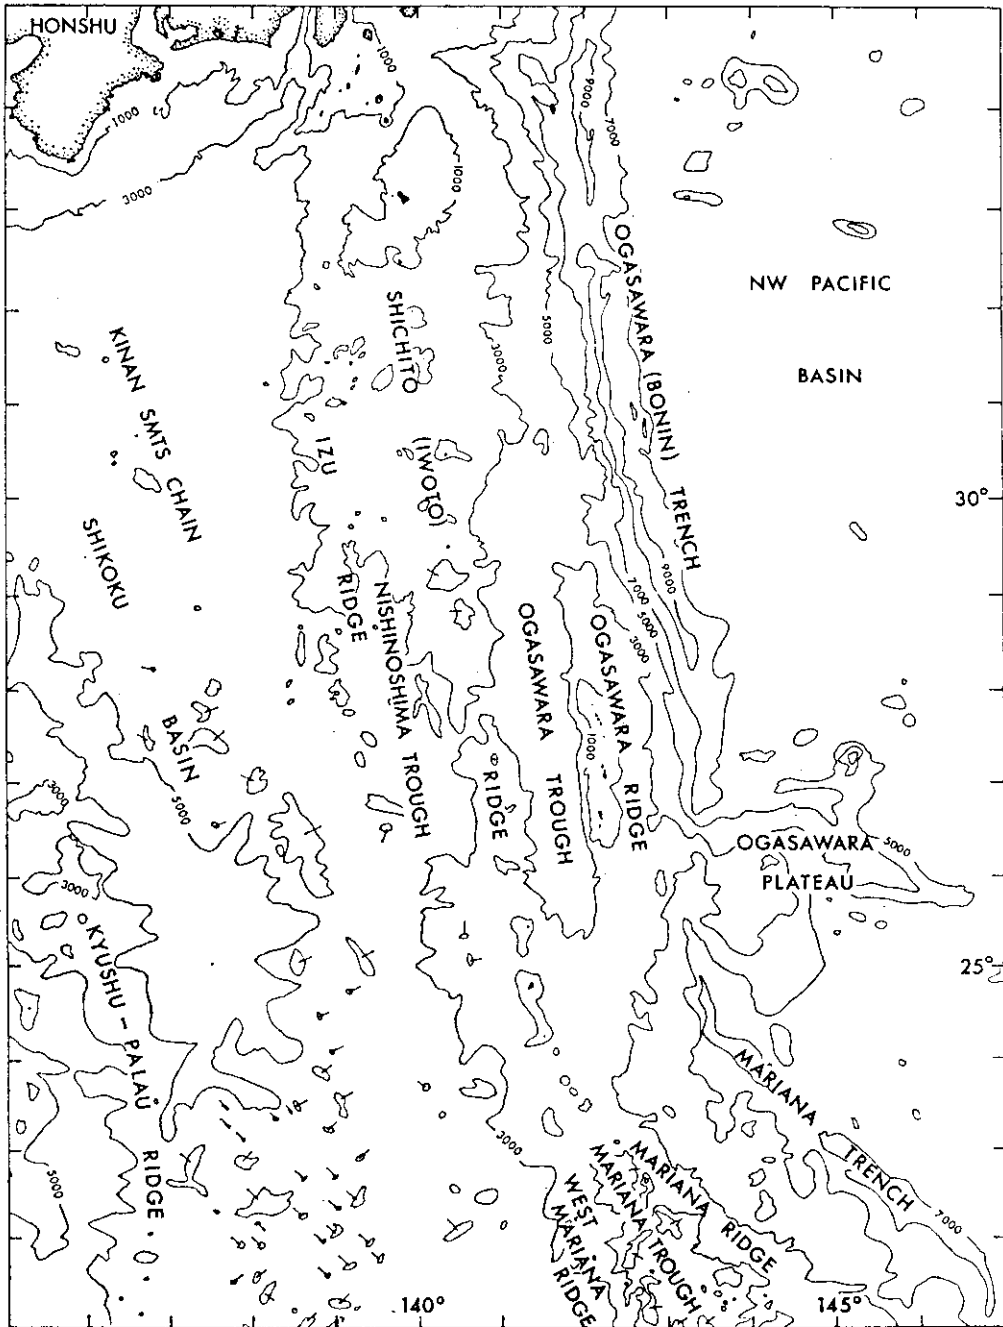 HONSHU
1000
9000
7000
1000
1000
3000
OGASAWARA (BONIN) TRENCH
NW PACIFIC
BASIN
SHICHITO
5000
3000
KINAN SMTS CHAIN
IZU
RIDGE
(IWOTO)
RIDGE
30°
SHIKOKU
BASIN
NISHINOSHIMA TROUGH
OGASAWARA
TROUGH
OGASAWARA
RIDGE
9000
7000
5000
3000
1000
3000
5000
OGASAWARA
PLATEAU
5000
3000
KYUSHU-PALAU
RIDGE
25°
MARIANA
TRENCH
3000
5000
MARIANA RIDGE
MARIANA TROUGH
WEST
MARIANA
RIDGE
7000
140°
145°